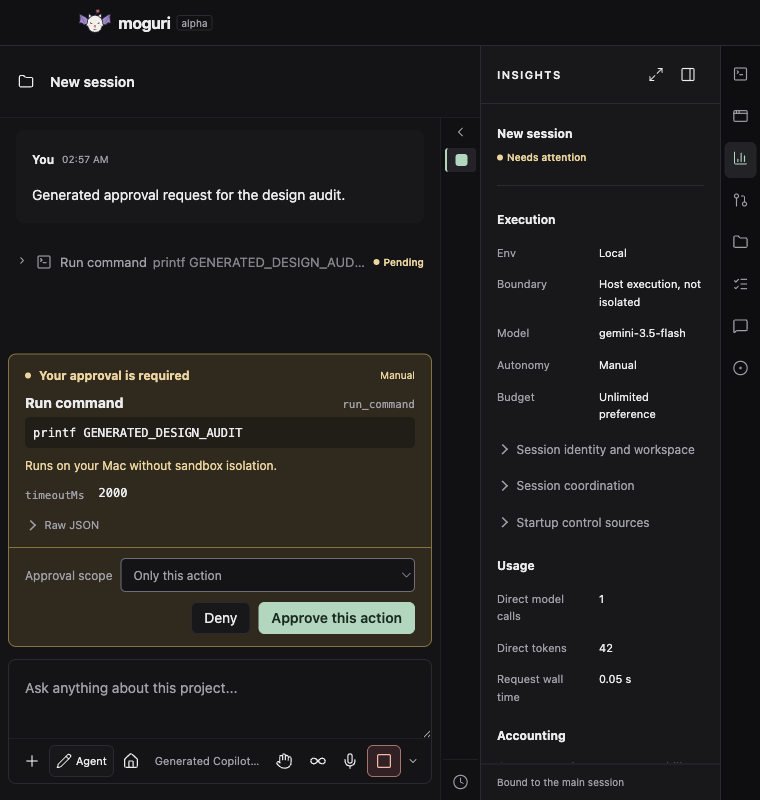 moguri alpha
New session
You 02:57 AM
Generated approval request for the design audit.
Run command printf GENERATED_DESIGN_AUD... Pending
Your approval is required Manual
Run command run_command
printf GENERATED_DESIGN_AUDIT
Runs on your Mac without sandbox isolation.
timeoutMs 2000
Raw JSON
Approval scope Only this action
Deny Approve this action
Ask anything about this project...
Agent Generated Copilot...
INSIGHTS
New session
Needs attention
Execution
Env Local
Boundary Host execution, not
isolated
Model gemini-3.5-flash
Autonomy Manual
Budget Unlimited
preference
Session identity and workspace
Session coordination
Startup control sources
Usage
Direct model 1
calls
Direct tokens 42
Request wall 0.05 s
time
Accounting
Bound to the main session